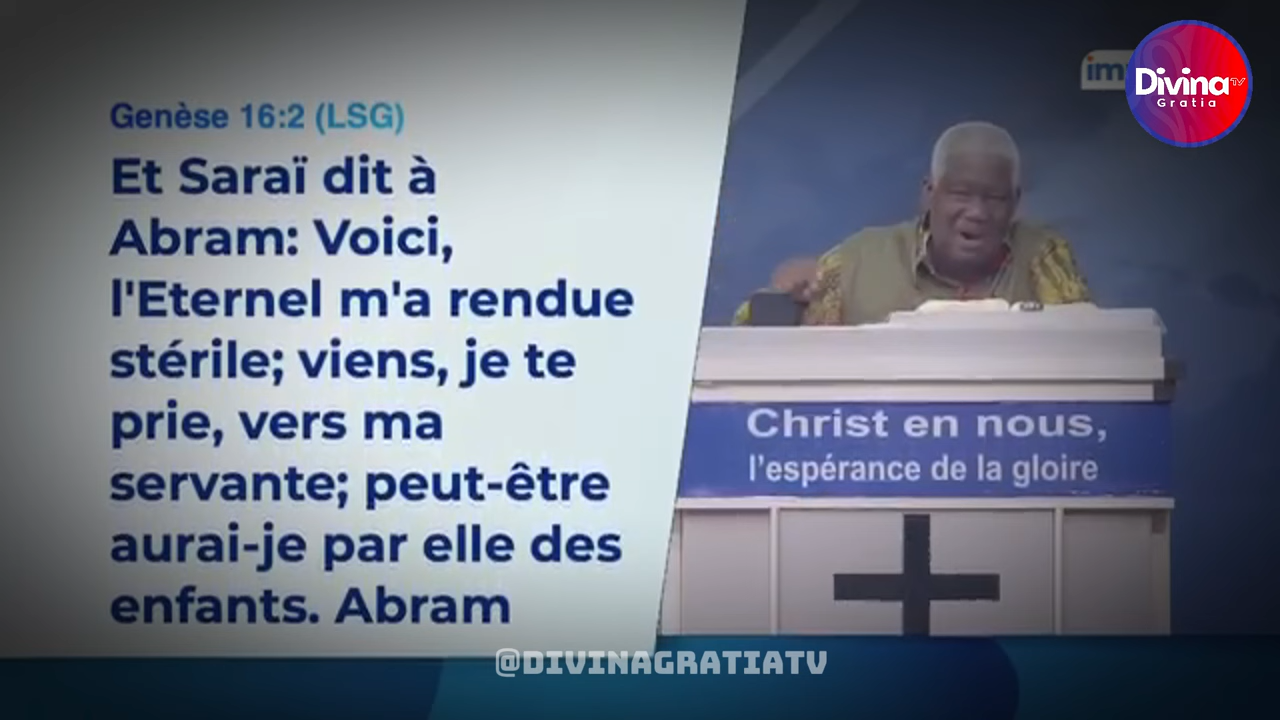 Genèse 16:2 (LSG)
Et Saraï dit à
Abram: Voici,
l'Eternel m'a rendue
stérile; viens, je te
prie, vers ma
servante; peut-être
aurai-je par elle des
enfants. Abram
Divina TV
Gratia
Christ en nous,
l'espérance de la gloire
@DIVINAGRATIATV